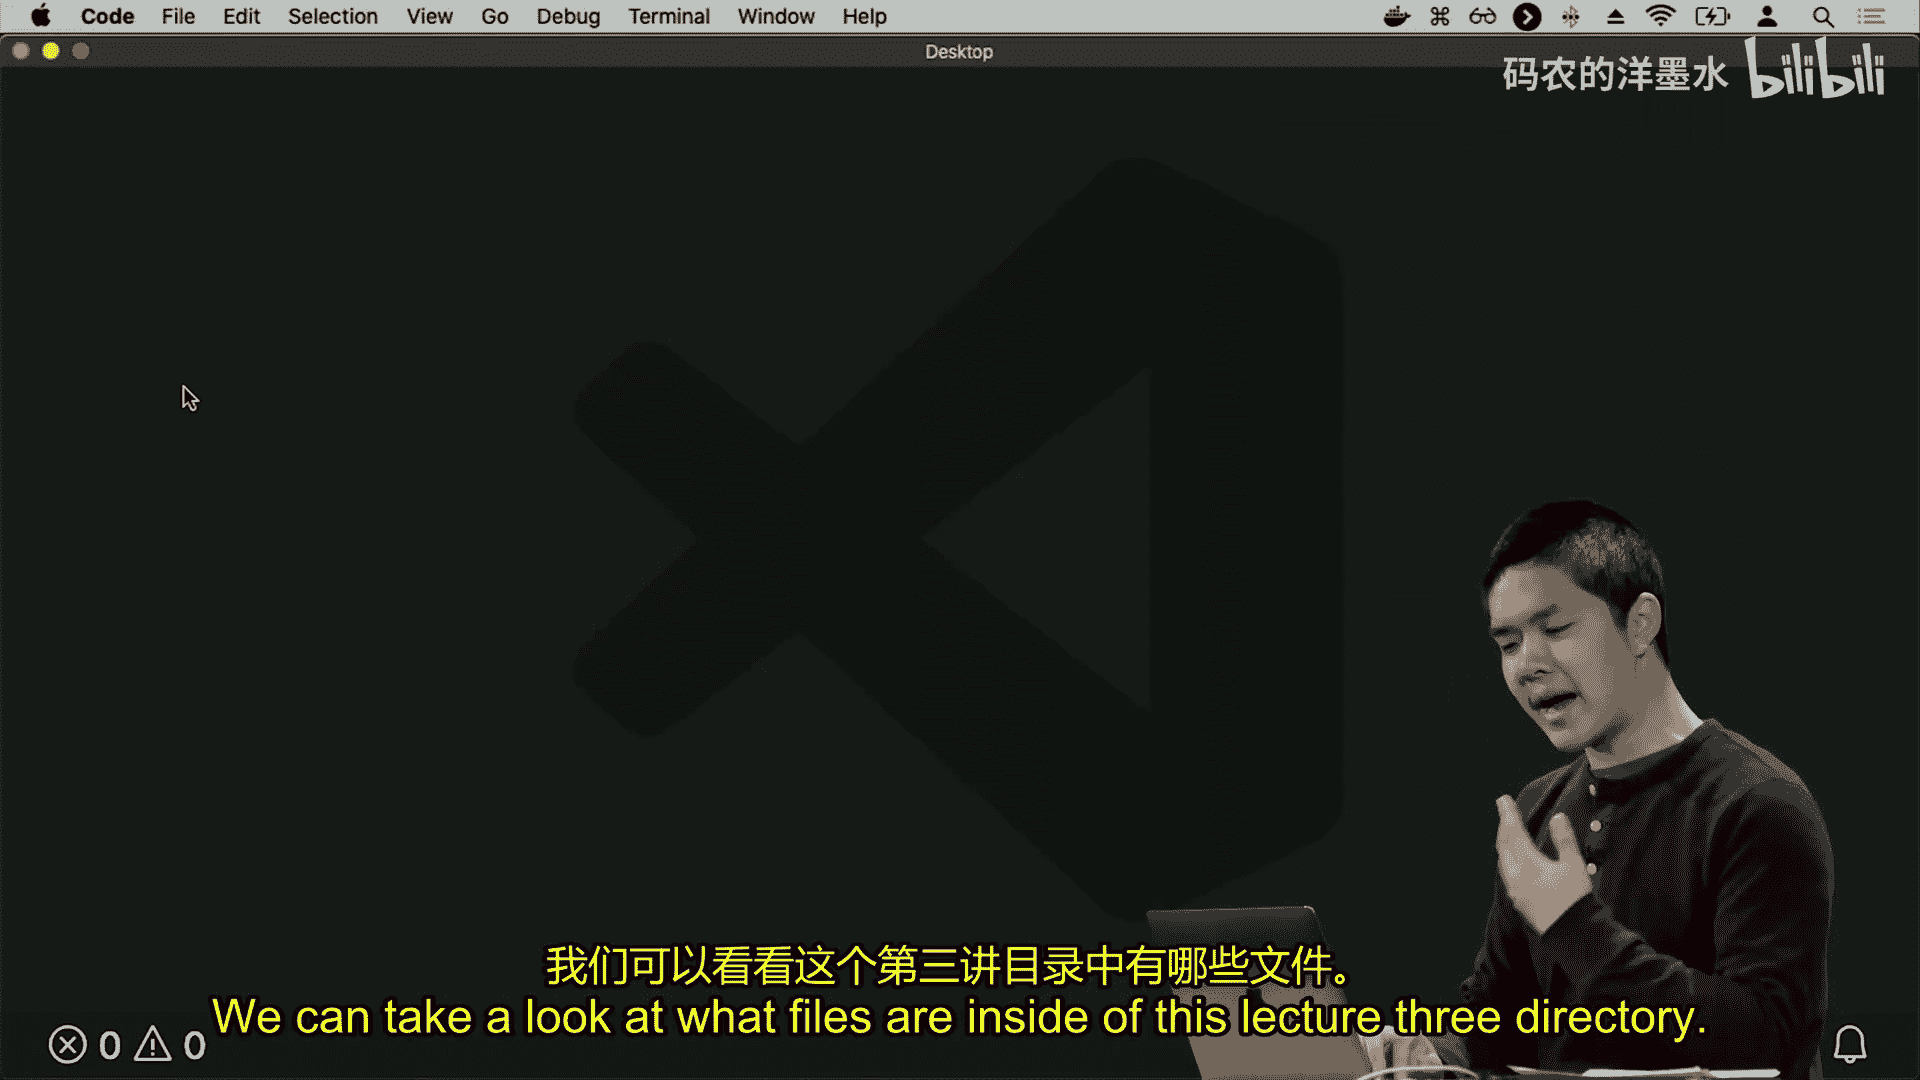 Code File Edit Selection View Go Debug Terminal Window Help
Desktop
码农的洋墨水 bilibili
我们可以看看这个第三讲目录中有哪些文件。
We can take a look at what files are inside of this lecture three directory.
0 0